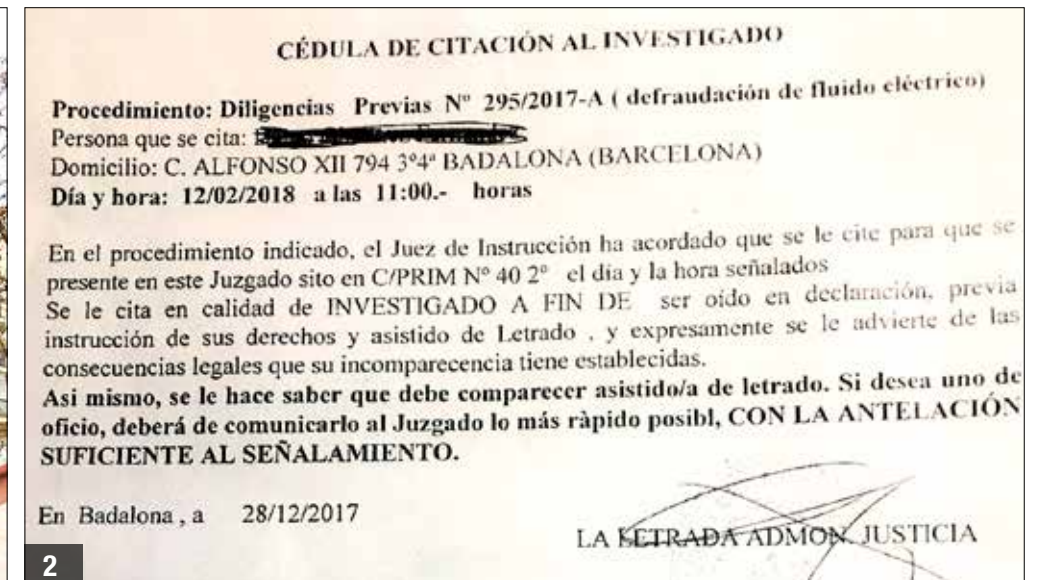 CÉDULA DE CITACIÓN AL INVESTIGADO
Procedimiento: Diligencias Previas Nº 295/2017-A ( defraudación de fluido eléctrico)
Persona que se cita:
Domicilio: C. ALFONSO XII 794 3º4ª BADALONA (BARCELONA)
Día y hora: 12/02/2018 a las 11:00.- horas
En el procedimiento indicado, el Juez de Instrucción ha acordado que se le cite para que se
presente en este Juzgado sito en C/PRIM Nº 40 2º el día y la hora señalados
Se le cita en calidad de INVESTIGADO A FIN DE ser oído en declaración, previa
instrucción de sus derechos y asistido de Letrado , y expresamente se le advierte de las
consecuencias legales que su incomparecencia tiene establecidas.
Asi mismo, se le hace saber que debe comparecer asistido/a de letrado. Si desea uno de
oficio, deberá de comunicarlo al Juzgado lo más ràpido posibl, CON LA ANTELACIÓN
SUFICIENTE AL SEÑALAMIENTO.
En Badalona , a 28/12/2017
LA LETRADA ADMON. JUSTICIA
2